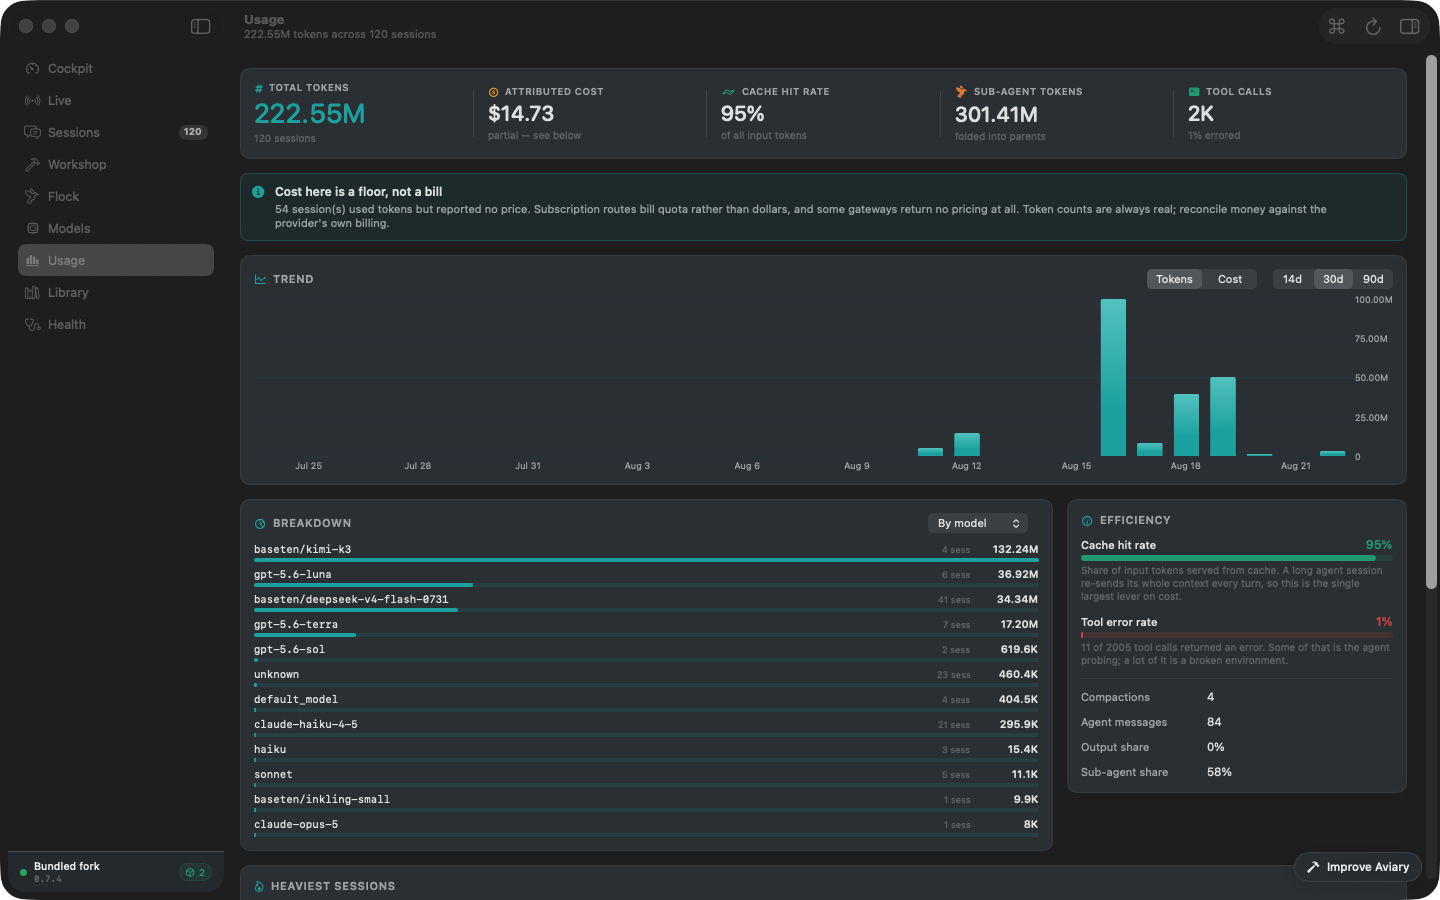 Usage
222.55M tokens across 120 sessions
Cockpit
Live
Sessions 120
Workshop
Flock
Models
Usage
Library
Health
Bundled fork
0.7.4
2
# TOTAL TOKENS
222.55M
120 sessions
ATTRIBUTED COST
$14.73
partial — see below
CACHE HIT RATE
95%
of all input tokens
SUB-AGENT TOKENS
301.41M
folded into parents
TOOL CALLS
2K
1% errored
Cost here is a floor, not a bill
54 session(s) used tokens but reported no price. Subscription routes bill quota rather than dollars, and some gateways return no pricing at all. Token counts are always real; reconcile money against the
provider's own billing.
TREND
Tokens Cost
14d 30d 90d
100.00M
75.00M
50.00M
25.00M
0
Jul 25 Jul 28 Jul 31 Aug 3 Aug 6 Aug 9 Aug 12 Aug 15 Aug 18 Aug 21
BREAKDOWN
By model
baseten/kimi-k3 4 sess 132.24M
gpt-5.6-luna 6 sess 36.92M
baseten/deepseek-v4-flash-0731 41 sess 34.34M
gpt-5.6-terra 7 sess 17.20M
gpt-5.6-sol 2 sess 619.6K
unknown 23 sess 460.4K
default_model 4 sess 404.5K
claude-haiku-4-5 21 sess 295.9K
haiku 3 sess 15.4K
sonnet 5 sess 11.1K
baseten/inkling-small 1 sess 9.9K
claude-opus-5 1 sess 8K
EFFICIENCY
Cache hit rate 95%
Share of input tokens served from cache. A long agent session
re-sends its whole context every turn, so this is the single
largest lever on cost.
Tool error rate 1%
11 of 2005 tool calls returned an error. Some of that is the agent
probing; a lot of it is a broken environment.
Compactions 4
Agent messages 84
Output share 0%
Sub-agent share 58%
HEAVIEST SESSIONS
Improve Aviary